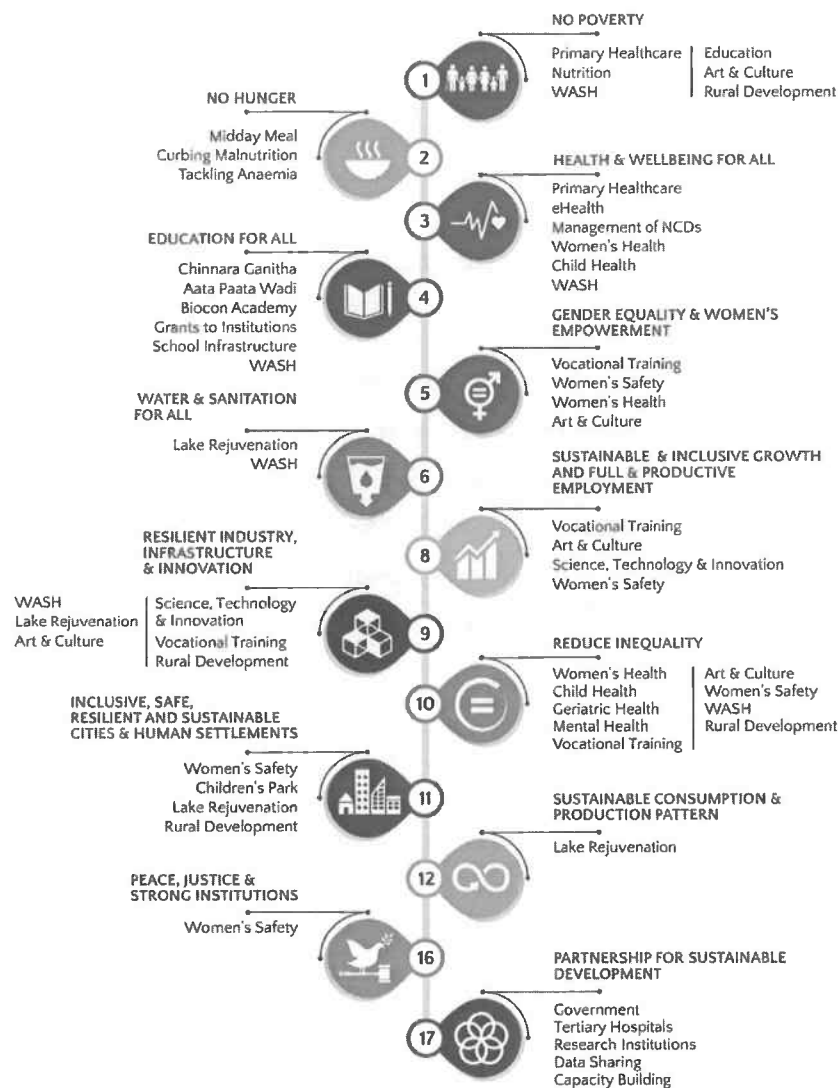 NO POVERTY
1
Primary Healthcare
Nutrition
WASH
Education
Art & Culture
Rural Development
NO HUNGER
2
Midday Meal
Curbing Malnutrition
Tackling Anaemia
HEALTH & WELLBEING FOR ALL
3
Primary Healthcare
eHealth
Management of NCDs
Women's Health
Child Health
WASH
EDUCATION FOR ALL
4
Chinnara Ganitha
Aata Paata Wadi
Biocon Academy
Grants to Institutions
School Infrastructure
WASH
GENDER EQUALITY & WOMEN'S
EMPOWERMENT
5
Vocational Training
Women's Safety
Women's Health
Art & Culture
WATER & SANITATION
FOR ALL
6
Lake Rejuvenation
WASH
SUSTAINABLE & INCLUSIVE GROWTH
AND FULL & PRODUCTIVE
EMPLOYMENT
8
Vocational Training
Art & Culture
Science, Technology & Innovation
Women's Safety
RESILIENT INDUSTRY,
INFRASTRUCTURE
& INNOVATION
9
WASH
Lake Rejuvenation
Art & Culture
Science, Technology
& Innovation
Vocational Training
Rural Development
REDUCE INEQUALITY
10
Women's Health
Child Health
Geriatric Health
Mental Health
Vocational Training
Art & Culture
Women's Safety
WASH
Rural Development
INCLUSIVE, SAFE,
RESILIENT AND SUSTAINABLE
CITIES & HUMAN SETTLEMENTS
11
Women's Safety
Children's Park
Lake Rejuvenation
Rural Development
SUSTAINABLE CONSUMPTION &
PRODUCTION PATTERN
12
Lake Rejuvenation
PEACE, JUSTICE &
STRONG INSTITUTIONS
16
Women's Safety
PARTNERSHIP FOR SUSTAINABLE
DEVELOPMENT
17
Government
Tertiary Hospitals
Research Institutions
Data Sharing
Capacity Building